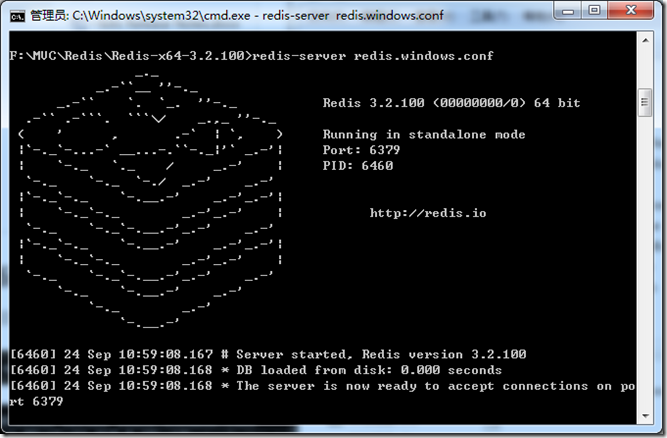 管理员: C:\Windows\system32\cmd.exe - redis-server redis.windows.conf
F:\MVC\Redis\Redis-x64-3.2.100>redis-server redis.windows.conf
Redis 3.2.100 (00000000/0) 64 bit
Running in standalone mode
Port: 6379
PID: 6460
http://redis.io
[6460] 24 Sep 10:59:08.167 # Server started, Redis version 3.2.100
[6460] 24 Sep 10:59:08.168 * DB loaded from disk: 0.000 seconds
[6460] 24 Sep 10:59:08.168 * The server is now ready to accept connections on po
rt 6379